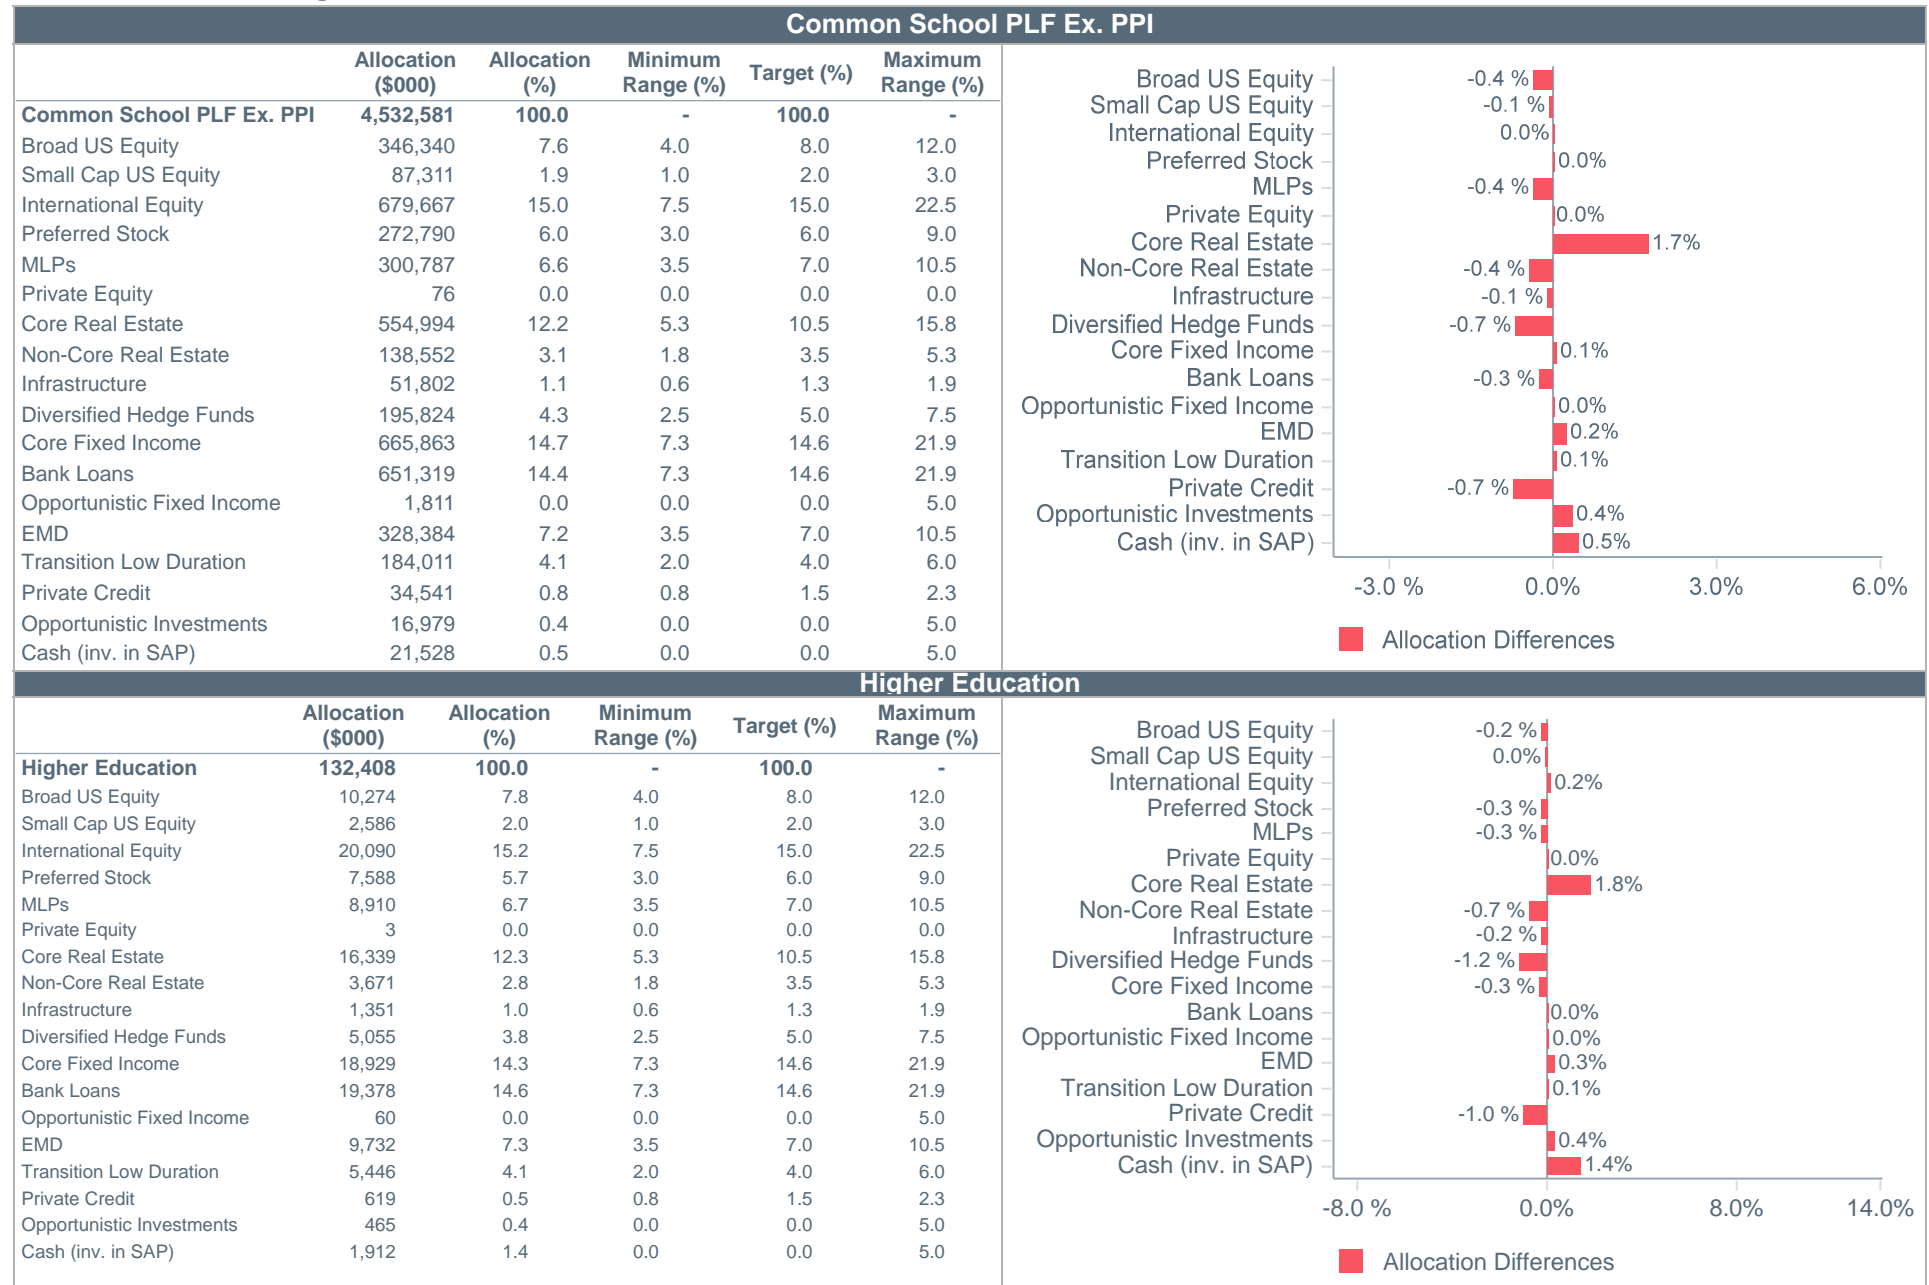 Common School PLF Ex. PPI
Allocation ($000) Allocation (%) Minimum Range (%) Target (%) Maximum Range (%)
Common School PLF Ex. PPI 4,532,581 100.0 - 100.0 -
Broad US Equity 346,340 7.6 4.0 8.0 12.0
Small Cap US Equity 87,311 1.9 1.0 2.0 3.0
International Equity 679,667 15.0 7.5 15.0 22.5
Preferred Stock 272,790 6.0 3.0 6.0 9.0
MLPs 300,787 6.6 3.5 7.0 10.5
Private Equity 76 0.0 0.0 0.0 0.0
Core Real Estate 554,994 12.2 5.3 10.5 15.8
Non-Core Real Estate 138,552 3.1 1.8 3.5 5.3
Infrastructure 51,802 1.1 0.6 1.3 1.9
Diversified Hedge Funds 195,824 4.3 2.5 5.0 7.5
Core Fixed Income 665,863 14.7 7.3 14.6 21.9
Bank Loans 651,319 14.4 7.3 14.6 21.9
Opportunistic Fixed Income 1,811 0.0 0.0 0.0 5.0
EMD 328,384 7.2 3.5 7.0 10.5
Transition Low Duration 184,011 4.1 2.0 4.0 6.0
Private Credit 34,541 0.8 0.8 1.5 2.3
Opportunistic Investments 16,979 0.4 0.0 0.0 5.0
Cash (inv. in SAP) 21,528 0.5 0.0 0.0 5.0
Broad US Equity -0.4 %
Small Cap US Equity -0.1 %
International Equity 0.0%
Preferred Stock 0.0%
MLPs -0.4 %
Private Equity 0.0%
Core Real Estate 1.7%
Non-Core Real Estate -0.4 %
Infrastructure -0.1 %
Diversified Hedge Funds -0.7 %
Core Fixed Income 0.1%
Bank Loans -0.3 %
Opportunistic Fixed Income 0.0%
EMD 0.2%
Transition Low Duration 0.1%
Private Credit -0.7 %
Opportunistic Investments 0.4%
Cash (inv. in SAP) 0.5%
-3.0 % 0.0% 3.0% 6.0%
Allocation Differences
Higher Education
Allocation ($000) Allocation (%) Minimum Range (%) Target (%) Maximum Range (%)
Higher Education 132,408 100.0 - 100.0 -
Broad US Equity 10,274 7.8 4.0 8.0 12.0
Small Cap US Equity 2,586 2.0 1.0 2.0 3.0
International Equity 20,090 15.2 7.5 15.0 22.5
Preferred Stock 7,588 5.7 3.0 6.0 9.0
MLPs 8,910 6.7 3.5 7.0 10.5
Private Equity 3 0.0 0.0 0.0 0.0
Core Real Estate 16,339 12.3 5.3 10.5 15.8
Non-Core Real Estate 3,671 2.8 1.8 3.5 5.3
Infrastructure 1,351 1.0 0.6 1.3 1.9
Diversified Hedge Funds 5,055 3.8 2.5 5.0 7.5
Core Fixed Income 18,929 14.3 7.3 14.6 21.9
Bank Loans 19,378 14.6 7.3 14.6 21.9
Opportunistic Fixed Income 60 0.0 0.0 0.0 5.0
EMD 9,732 7.3 3.5 7.0 10.5
Transition Low Duration 5,446 4.1 2.0 4.0 6.0
Private Credit 619 0.5 0.8 1.5 2.3
Opportunistic Investments 465 0.4 0.0 0.0 5.0
Cash (inv. in SAP) 1,912 1.4 0.0 0.0 5.0
Broad US Equity -0.2 %
Small Cap US Equity 0.0%
International Equity 0.2%
Preferred Stock -0.3 %
MLPs -0.3 %
Private Equity 0.0%
Core Real Estate 1.8%
Non-Core Real Estate -0.7 %
Infrastructure -0.2 %
Diversified Hedge Funds -1.2 %
Core Fixed Income -0.3 %
Bank Loans 0.0%
Opportunistic Fixed Income 0.0%
EMD 0.3%
Transition Low Duration 0.1%
Private Credit -1.0 %
Opportunistic Investments 0.4%
Cash (inv. in SAP) 1.4%
-8.0 % 0.0% 8.0% 14.0%
Allocation Differences